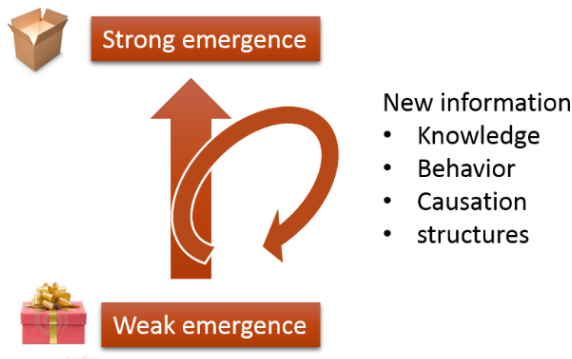 Strong emergence
New information
• Knowledge
• Behavior
• Causation
• structures
Weak emergence